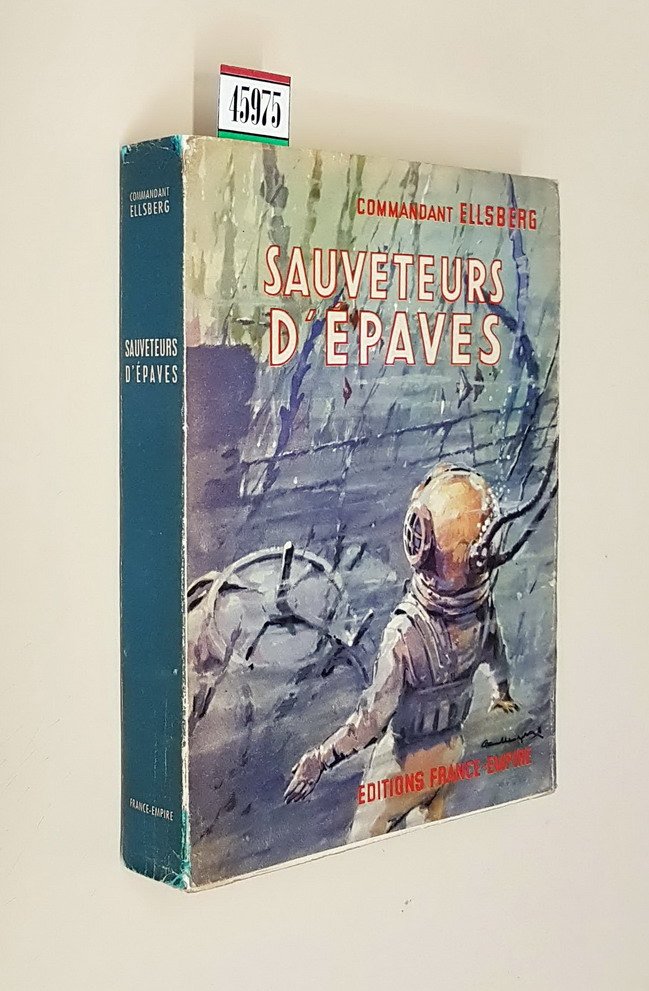 45975
COMMANDANT
ELLSBERG
SAUVETEURS
D'ÉPAVES
FRANCE-EMPIRE
COMMANDANT ELLSBERG
SAUVETEURS
D'ÉPAVES
EDITIONS FRANCE-EMPIRE